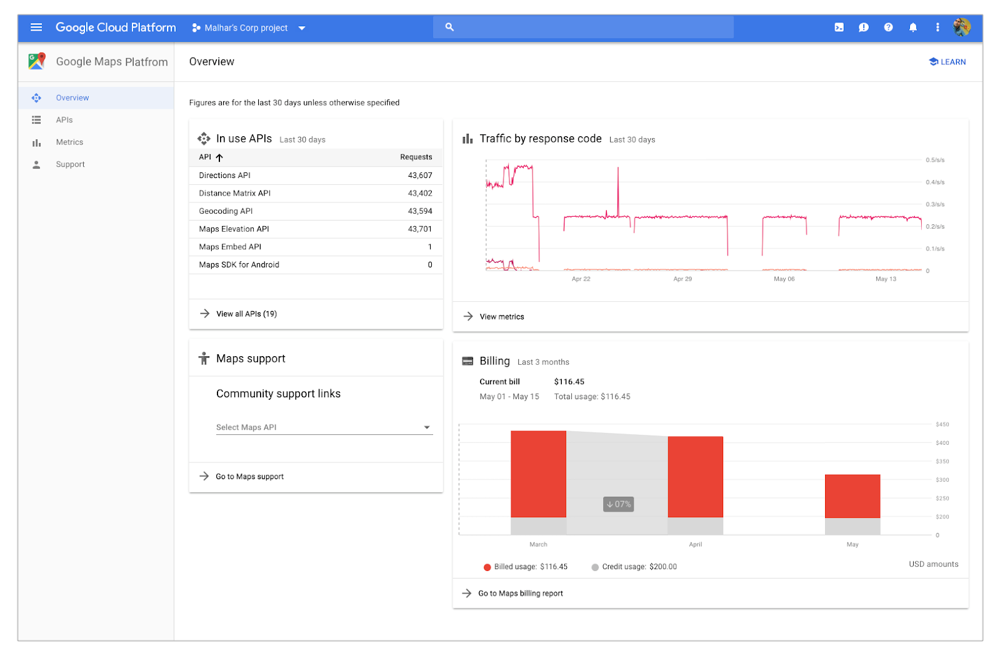 Google Cloud Platform
Malhar's Corp project
Google Maps Platfrom
Overview
LEARN
Overview
APIs
Metrics
Support
Figures are for the last 30 days unless otherwise specified
In use APIs Last 30 days
API Requests
Directions API 43,607
Distance Matrix API 43,402
Geocoding API 43,594
Maps Elevation API 43,701
Maps Embed API 1
Maps SDK for Android 0
View all APIs (19)
Traffic by response code Last 30 days
0.5/s/s
0.4/s/s
0.3/s/s
0.2/s/s
0.1/s/s
0
Apr 22 Apr 29 May 06 May 13
View metrics
Maps support
Community support links
Select Maps API
Go to Maps support
Billing Last 3 months
Current bill $116.45
May 01 - May 15 Total usage: $116.45
$450
$400
$350
$300
$250
$200
0
07%
March April May
Billed usage: $116.45 Credit usage: $200.00
USD amounts
Go to Maps billing report